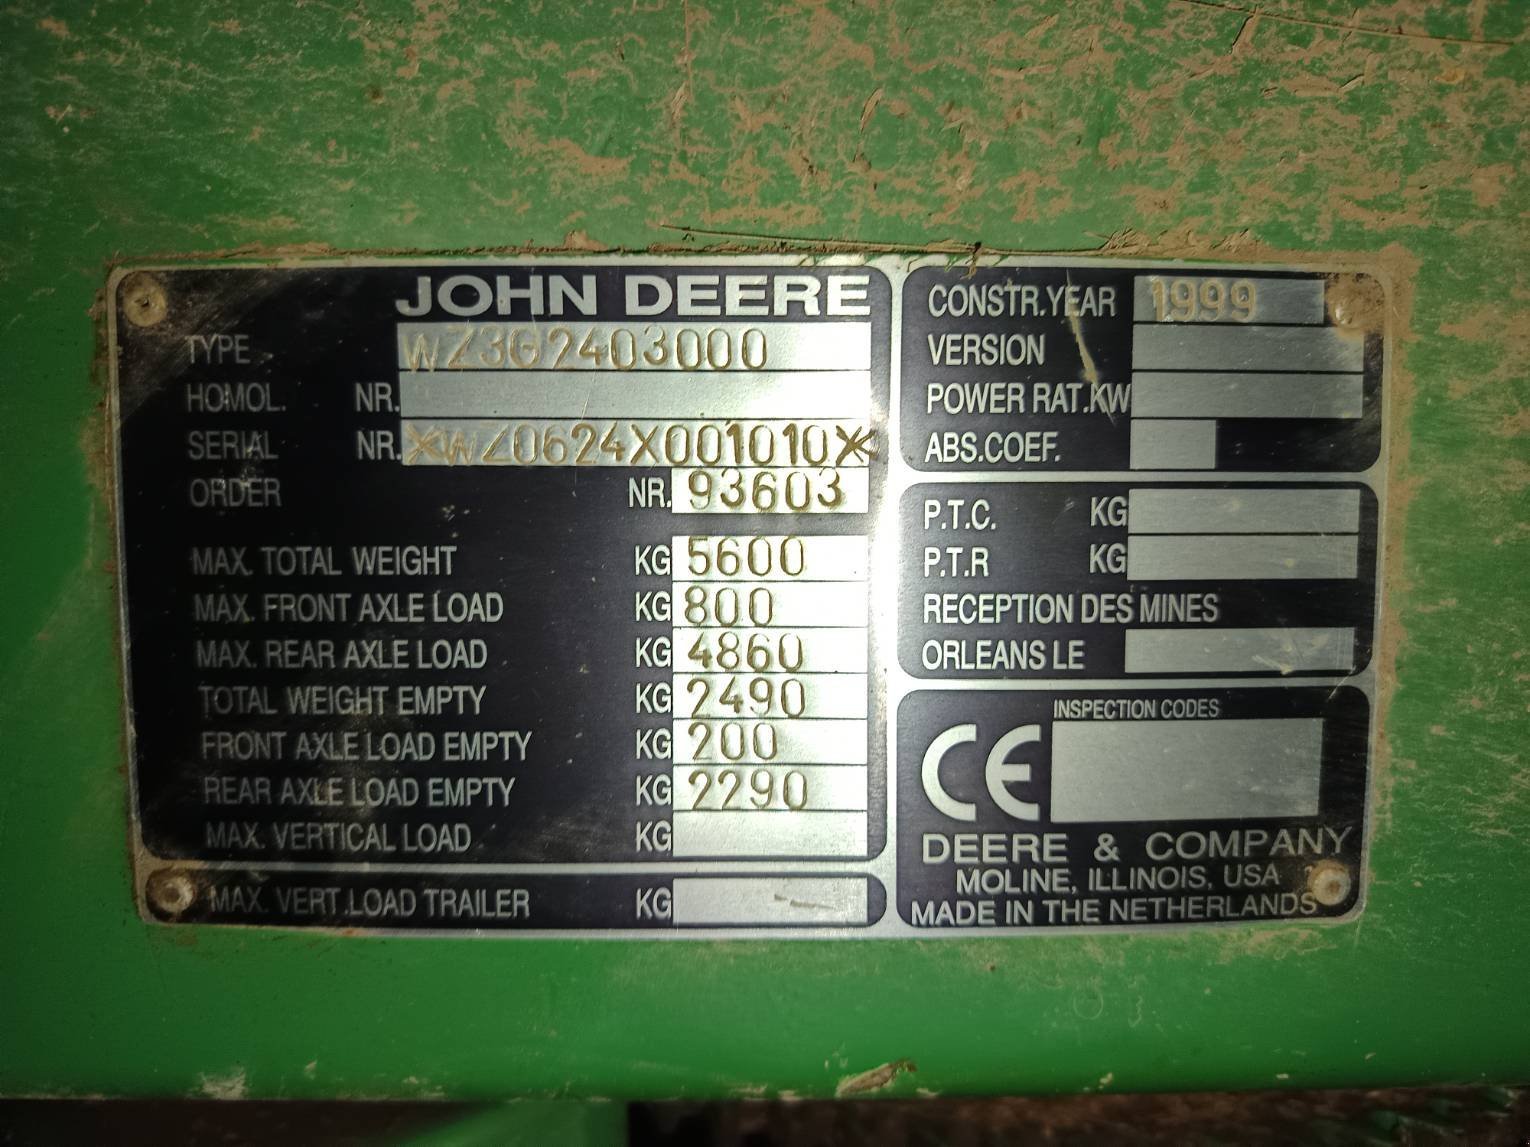 JOHN DEERE
TYPE WZ3G2403000
HOMOL. NR.
SERIAL NR. XWZ0624X001010X
ORDER NR. 93603
MAX. TOTAL WEIGHT KG 5600
MAX. FRONT AXLE LOAD KG 800
MAX. REAR AXLE LOAD KG 4860
TOTAL WEIGHT EMPTY KG 2490
FRONT AXLE LOAD EMPTY KG 200
REAR AXLE LOAD EMPTY KG 2290
MAX. VERTICAL LOAD KG
MAX. VERT.LOAD TRAILER KG
CONSTR.YEAR 1999
VERSION
POWER RAT.KW
ABS.COEF.
P.T.C. KG
P.T.R KG
RECEPTION DES MINES
ORLEANS LE
INSPECTION CODES
CE
DEERE & COMPANY
MOLINE, ILLINOIS, USA
MADE IN THE NETHERLANDS